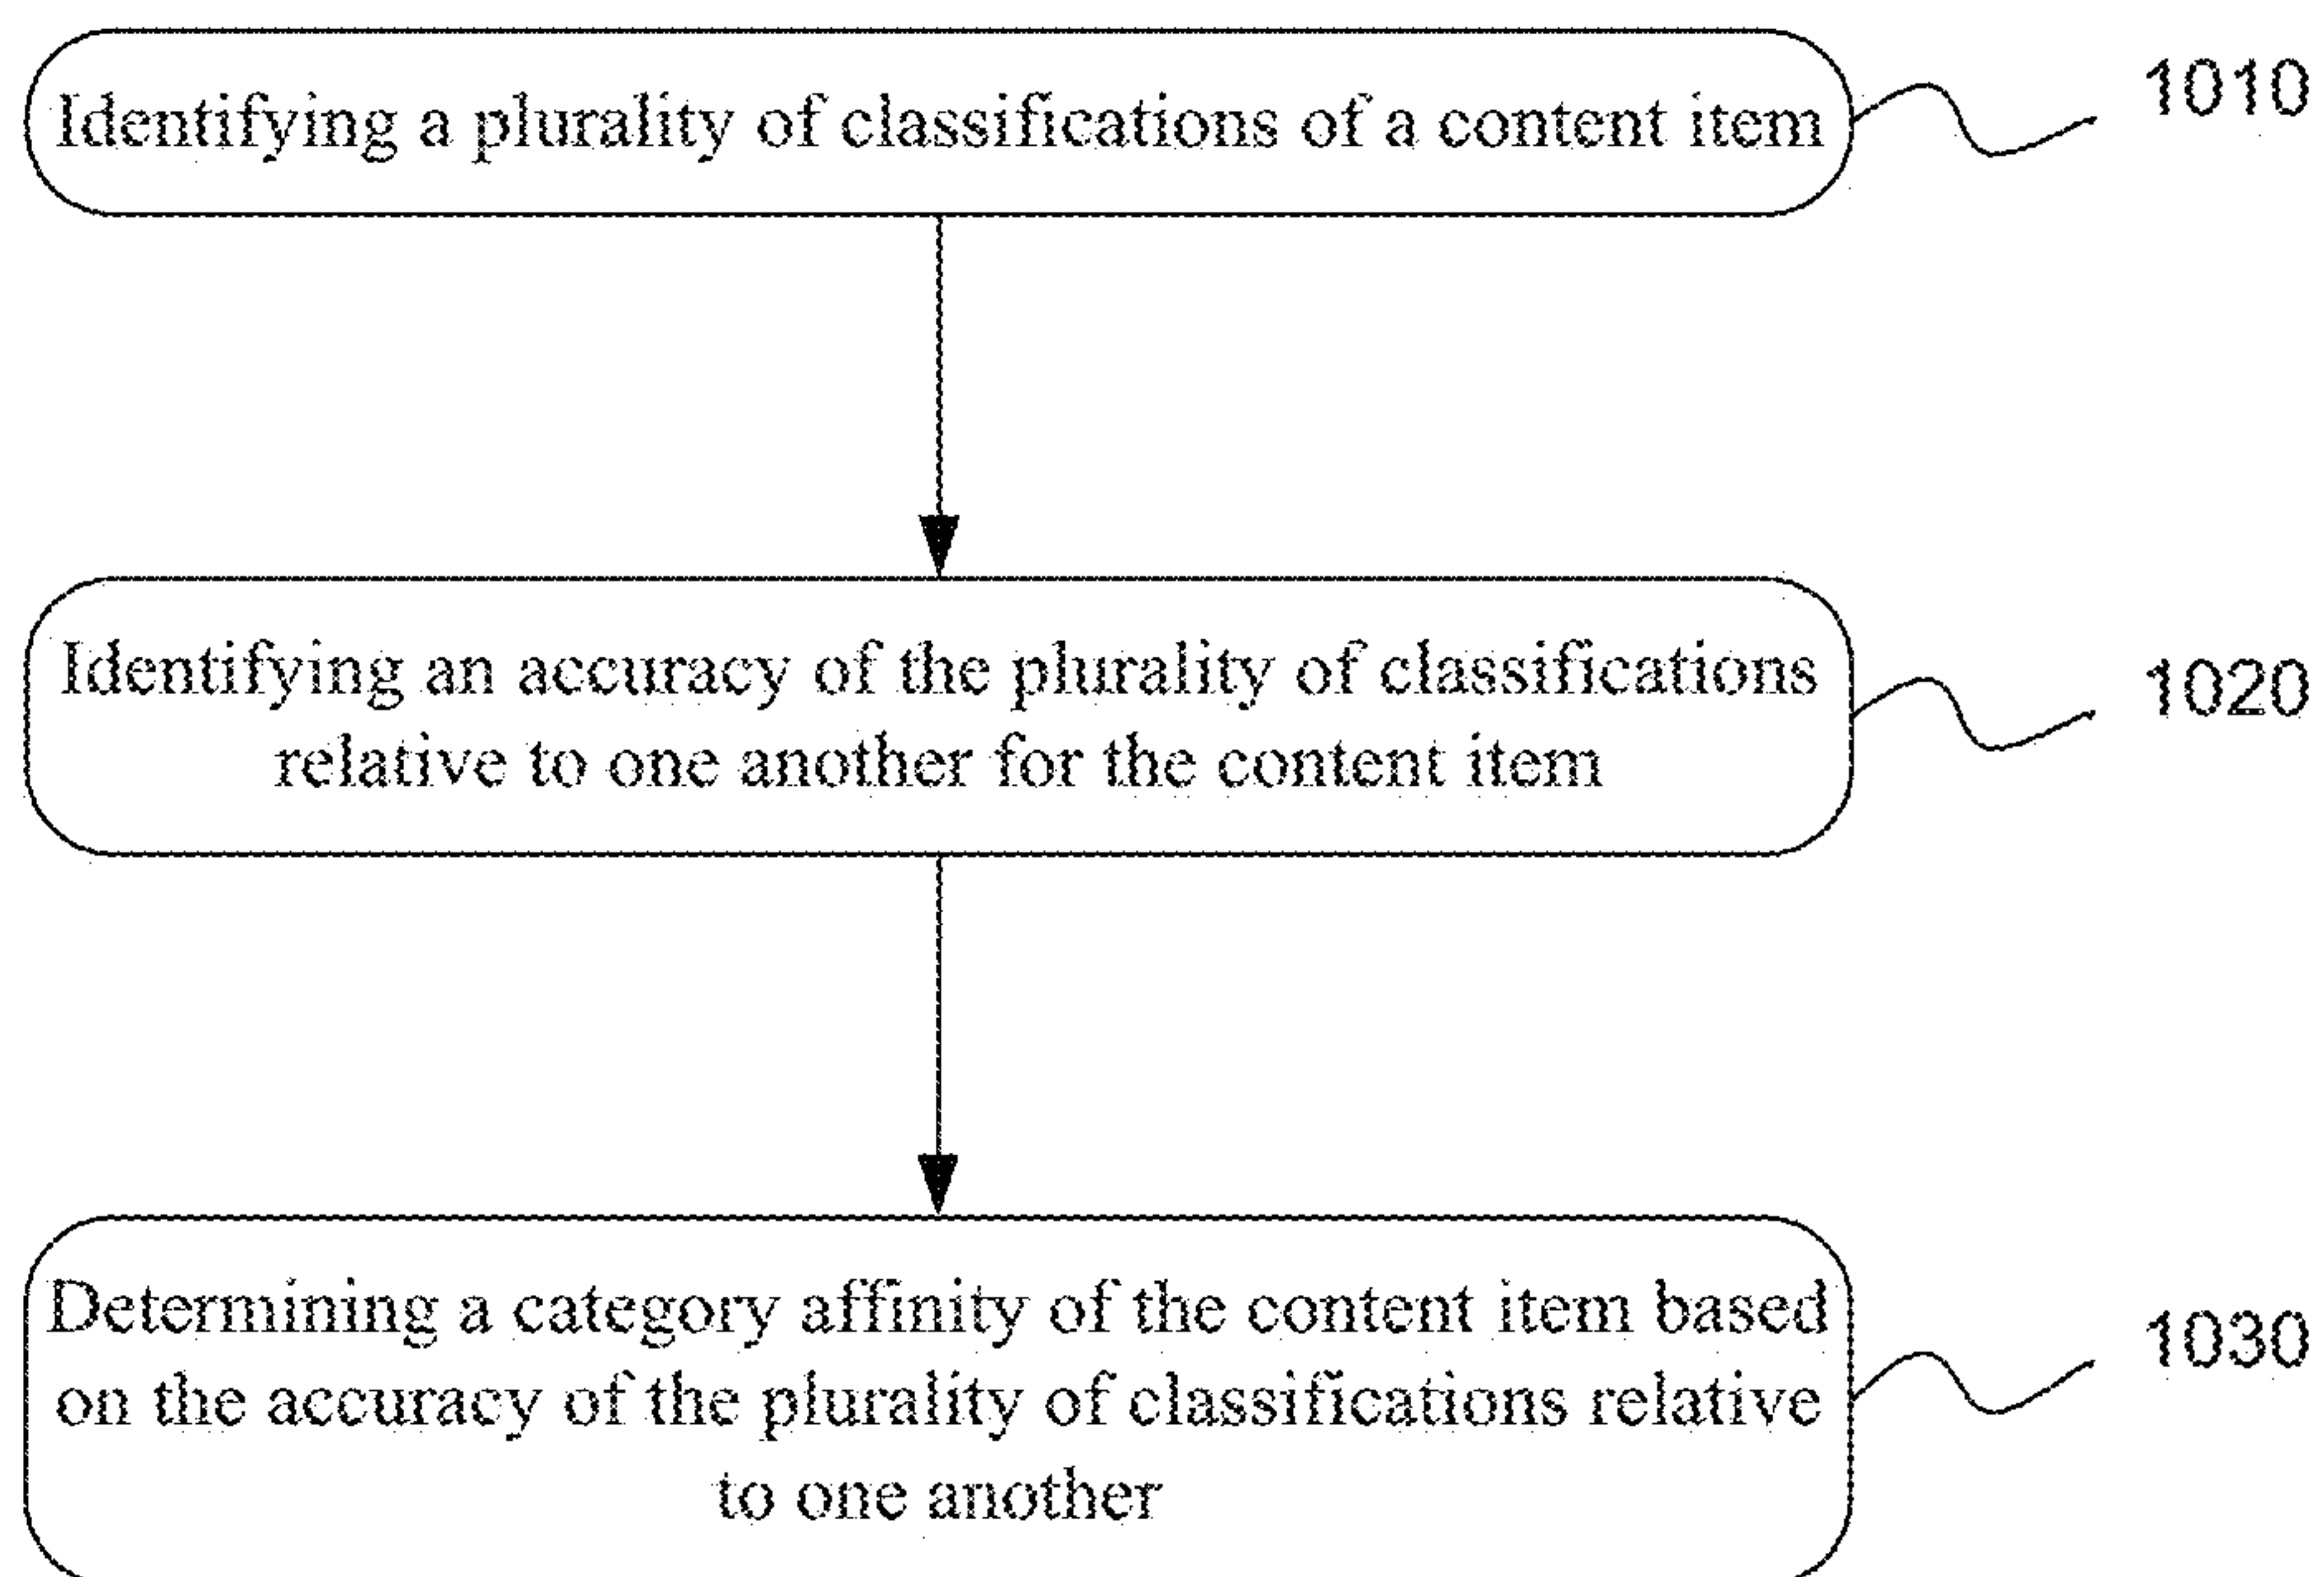 Identifying a plurality of classifications of a content item
1010
Identifying an accuracy of the plurality of classifications
relative to one another for the content item
1020
Determining a category affinity of the content item based
on the accuracy of the plurality of classifications relative
to one another
1030